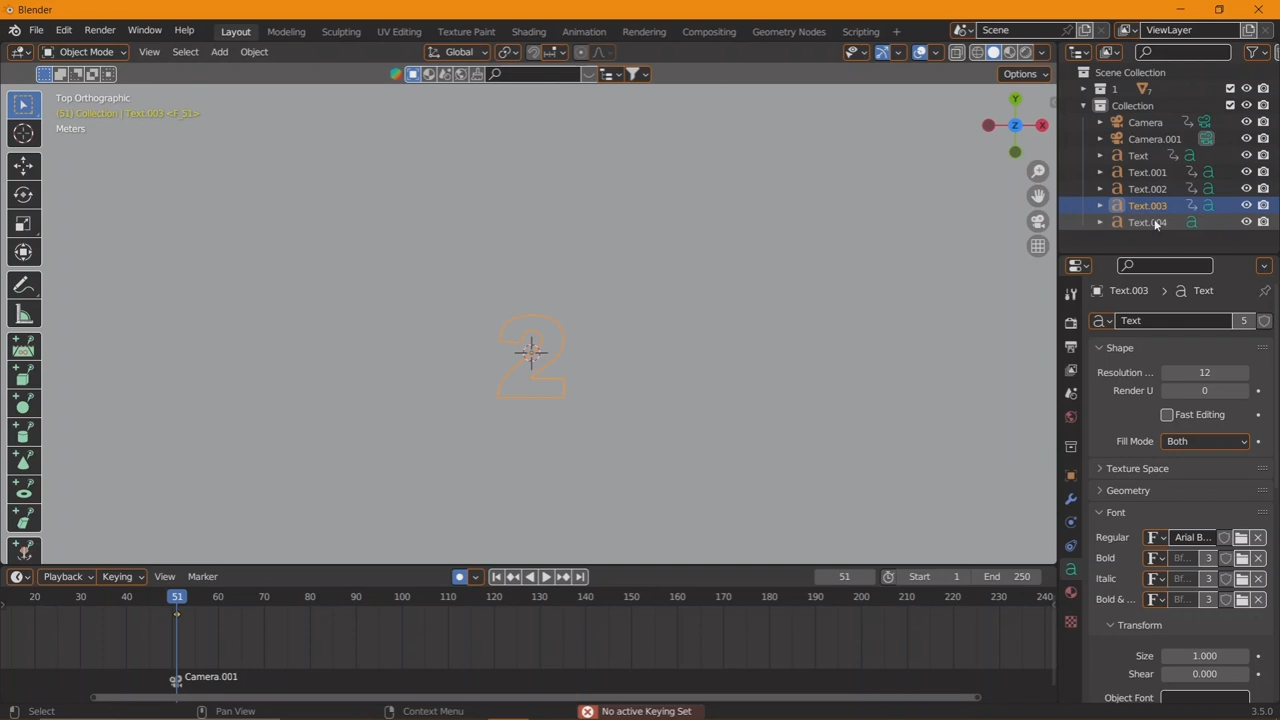 Blender
File Edit Render Window Help Layout Modeling Sculpting UV Editing Texture Paint Shading Animation Rendering Compositing Geometry Nodes Scripting + Scene ViewLayer
Object Mode View Select Add Object Global
Options
Top Orthographic
(51) Collection | Text.003 <F_51>
Meters
Y
Z
X
2
Scene Collection
1 7
Collection
Camera
Camera.001
Text
Text.001
Text.002
Text.003
Text.004
Text.003 > Text
Text 5
Shape
Resolution ... 12
Render U 0
Fast Editing
Fill Mode Both
Texture Space
Geometry
Font
Regular Arial B...
Bold Bf... 3
Italic Bf... 3
Bold & ... Bf... 3
Transform
Size 1.000
Shear 0.000
Object Font
Playback Keying View Marker 51 Start 1 End 250
20 30 40 51 60 70 80 90 100 110 120 130 140 150 160 170 180 190 200 210 220 230 240
Camera.001
Select Pan View Context Menu No active Keying Set 3.5.0